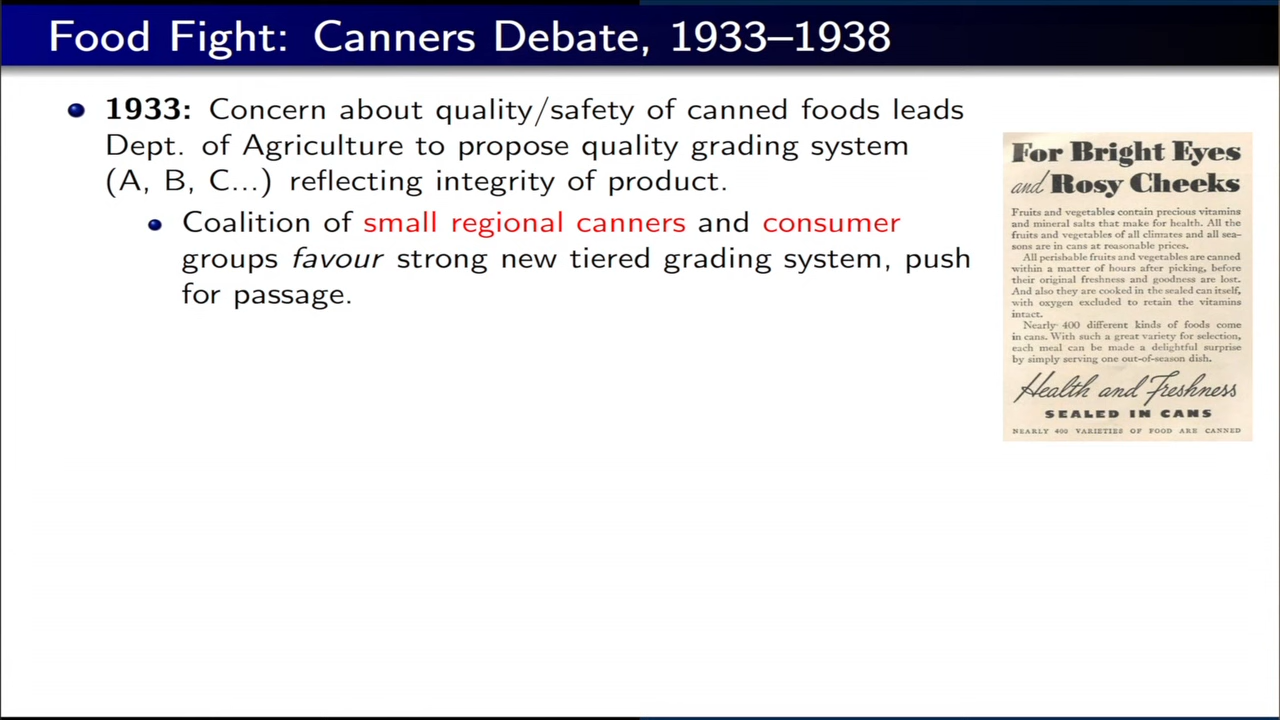 Food Fight: Canners Debate, 1933–1938
1933: Concern about quality/safety of canned foods leads
Dept. of Agriculture to propose quality grading system
(A, B, C...) reflecting integrity of product.
Coalition of small regional canners and consumer
groups favour strong new tiered grading system, push
for passage.
For Bright Eyes
and Rosy Cheeks
Fruits and vegetables contain precious vitamins
and mineral salts that make for health. All the
fruits and vegetables of all climates and all sea-
sons are in cans at reasonable prices.
All perishable fruits and vegetables are canned
within a matter of hours after picking, before
their original freshness and goodness are lost.
And also they are cooked in the sealed can itself,
with oxygen excluded to retain the vitamins
intact.
Nearly 400 different kinds of foods come
in cans. With such a great variety for selection,
each meal can be made a delightful surprise
by simply serving one out-of-season dish.
Health and Freshness
SEALED IN CANS
NEARLY 400 VARIETIES OF FOOD ARE CANNED